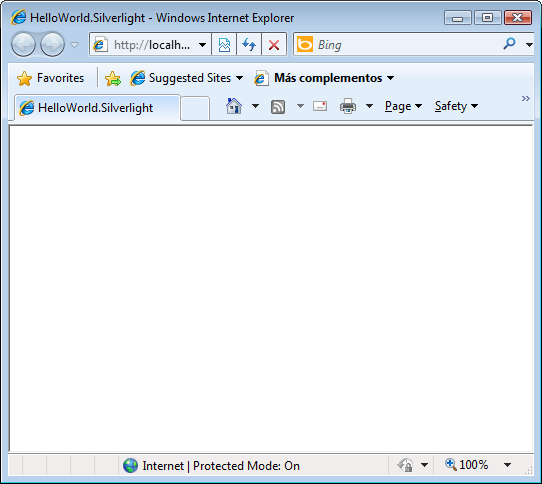 HelloWorld.Silverlight - Windows Internet Explorer
http://localh... Bing
Favorites Suggested Sites Más complementos
HelloWorld.Silverlight Page Safety »
Internet | Protected Mode: On 100%